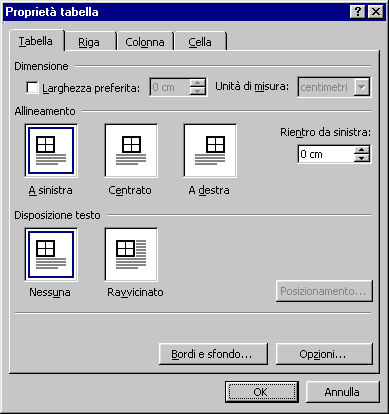 Proprietà tabella
Tabella Riga Colonna Cella
Dimensione
Larghezza preferita: 0 cm Unità di misura: centimetri
Allineamento
Rientro da sinistra:
0 cm
A sinistra Centrato A destra
Disposizione testo
Nessuna Ravvicinato
Posizionamento...
Bordi e sfondo... Opzioni...
OK Annulla